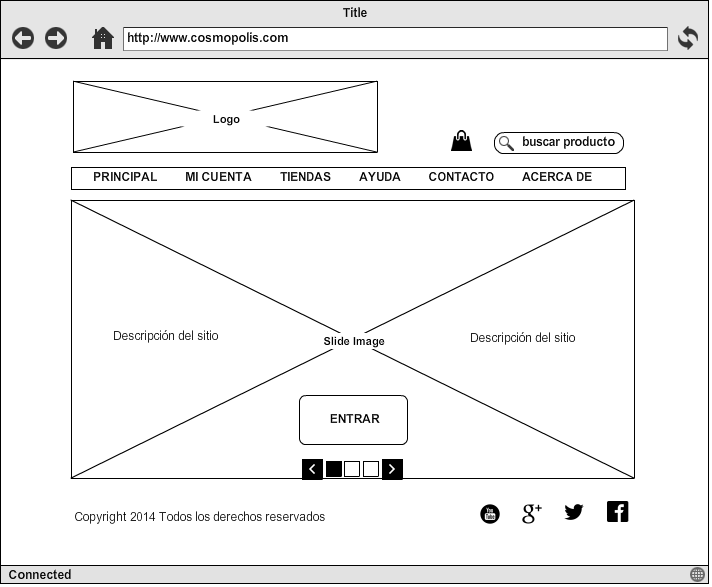 Title
http://www.cosmopolis.com
Logo
buscar producto
PRINCIPAL MI CUENTA TIENDAS AYUDA CONTACTO ACERCA DE
Descripción del sitio
Slide Image
Descripción del sitio
ENTRAR
Copyright 2014 Todos los derechos reservados
You Tube g+
Connected